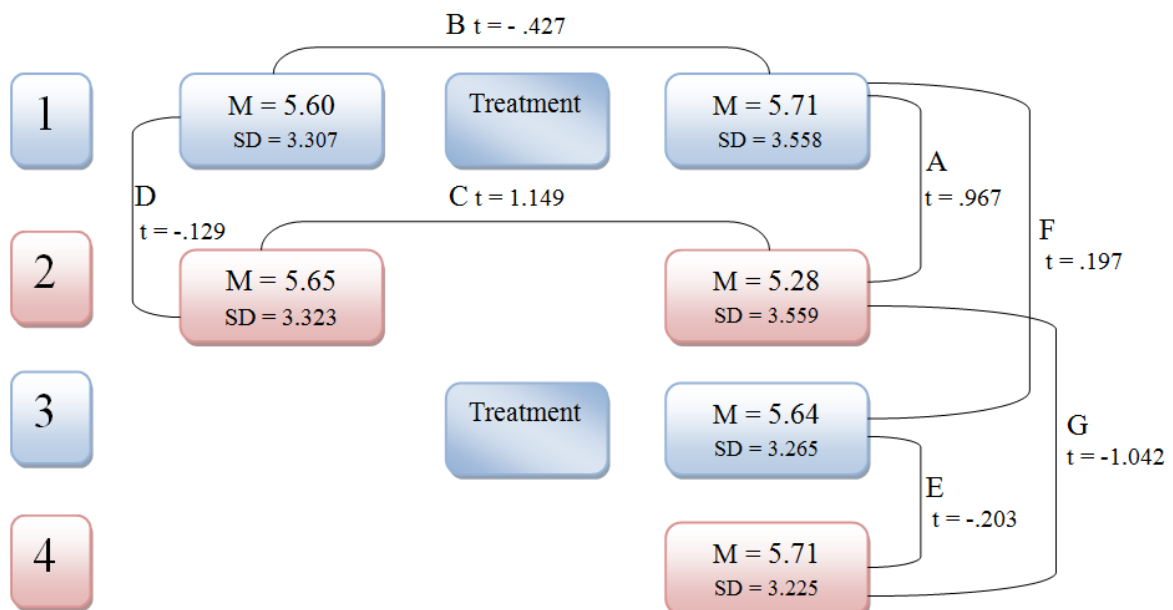 B t = - .427
1
M = 5.60
SD = 3.307
Treatment
M = 5.71
SD = 3.558
A
t = .967
D
t = -.129
C t = 1.149
F
t = .197
2
M = 5.65
SD = 3.323
M = 5.28
SD = 3.559
3
Treatment
M = 5.64
SD = 3.265
G
t = -1.042
E
t = -.203
4
M = 5.71
SD = 3.225